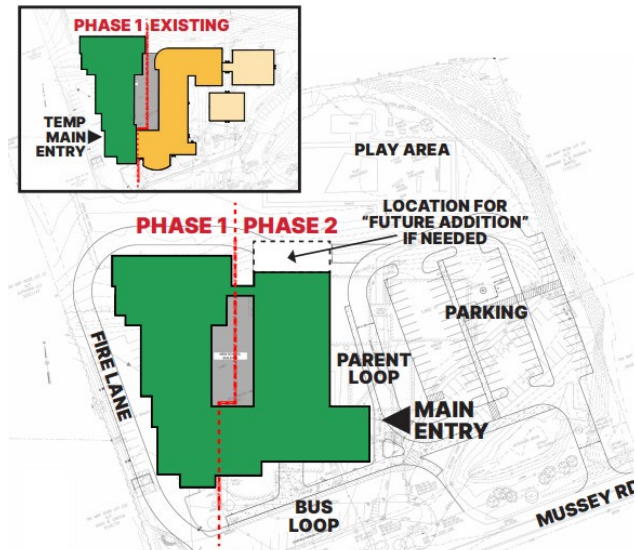 PHASE 1 EXISTING
TEMP
MAIN
ENTRY
PLAY AREA
LOCATION FOR
“FUTURE ADDITION”
IF NEEDED
PHASE 1 PHASE 2
PARKING
FIRE LANE
PARENT
LOOP
MAIN
ENTRY
BUS
LOOP
MUSSEY RD